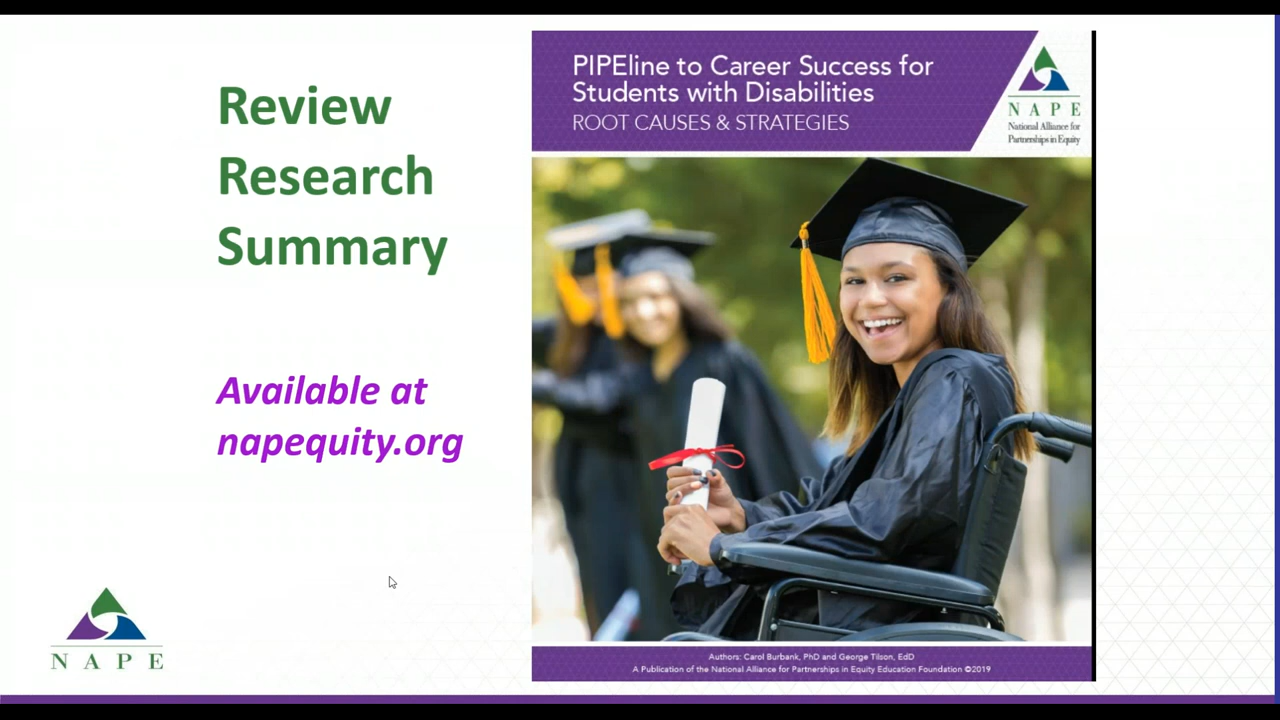 Review
Research
Summary
Available at
napequity.org
NAPE
PIPEline to Career Success for
Students with Disabilities
ROOT CAUSES & STRATEGIES
NAPE
National Alliance for
Partnerships in Equity
Authors: Carol Burbank, PhD and George Tilson, EdD
A Publication of the National Alliance for Partnerships in Equity Education Foundation ©2019